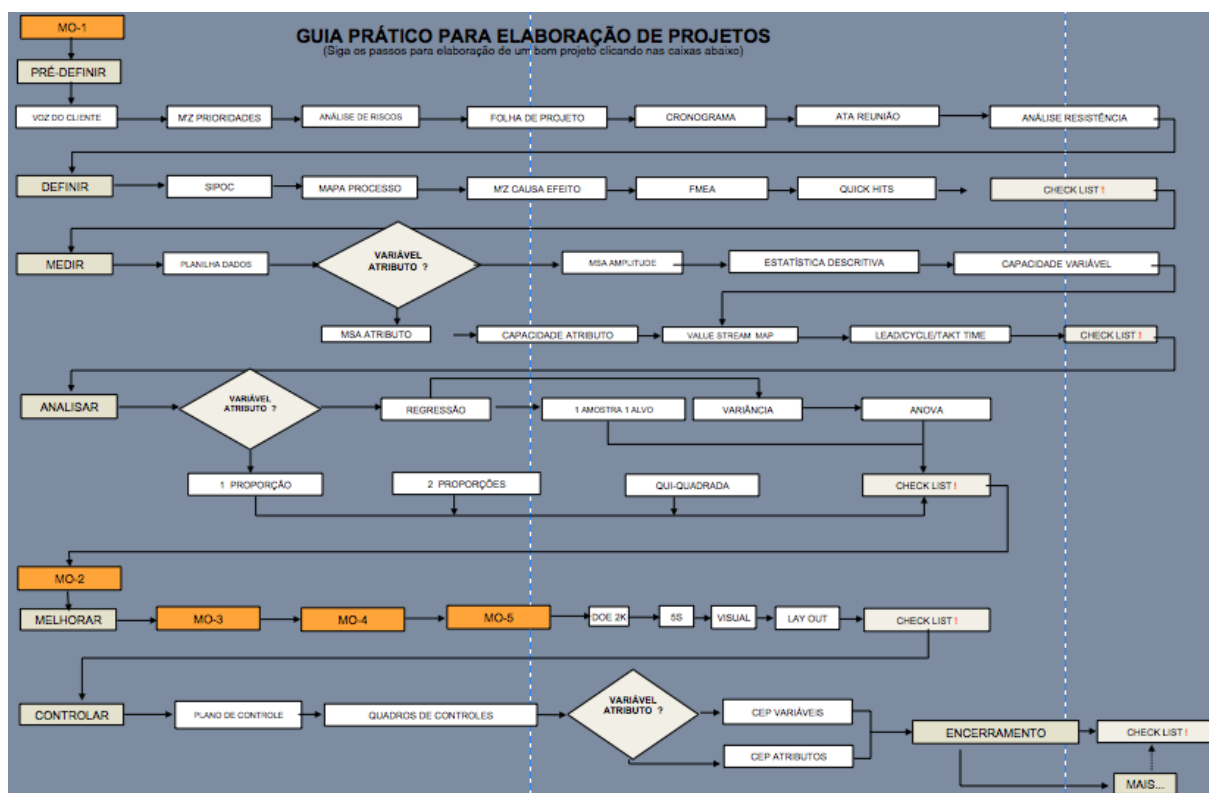 MO-1
GUIA PRÁTICO PARA ELABORAÇÃO DE PROJETOS
(Siga os passos para elaboração de um bom projeto clicando nas caixas abaixo)
PRÉ-DEFINIR
VOZ DO CLIENTE
M'Z PRIORIDADES
ANÁLISE DE RISCOS
FOLHA DE PROJETO
CRONOGRAMA
ATA REUNIÃO
ANÁLISE RESISTÊNCIA
DEFINIR
SIPOC
MAPA PROCESSO
M'Z CAUSA EFEITO
FMEA
QUICK HITS
CHECK LIST !
MEDIR
PLANILHA DADOS
VARIÁVEL
ATRIBUTO ?
MSA AMPLITUDE
ESTATÍSTICA DESCRITIVA
CAPACIDADE VARIÁVEL
MSA ATRIBUTO
CAPACIDADE ATRIBUTO
VALUE STREAM MAP
LEAD/CYCLE/TAKT TIME
CHECK LIST !
ANALISAR
VARIÁVEL
ATRIBUTO ?
REGRESSÃO
1 AMOSTRA 1 ALVO
VARIÂNCIA
ANOVA
1 PROPORÇÃO
2 PROPORÇÕES
QUI-QUADRADA
CHECK LIST !
MO-2
MELHORAR
MO-3
MO-4
MO-5
DOE 2K
5S
VISUAL
LAY OUT
CHECK LIST !
CONTROLAR
PLANO DE CONTROLE
QUADROS DE CONTROLES
VARIÁVEL
ATRIBUTO ?
CEP VARIÁVEIS
CEP ATRIBUTOS
ENCERRAMENTO
CHECK LIST !
MAIS...